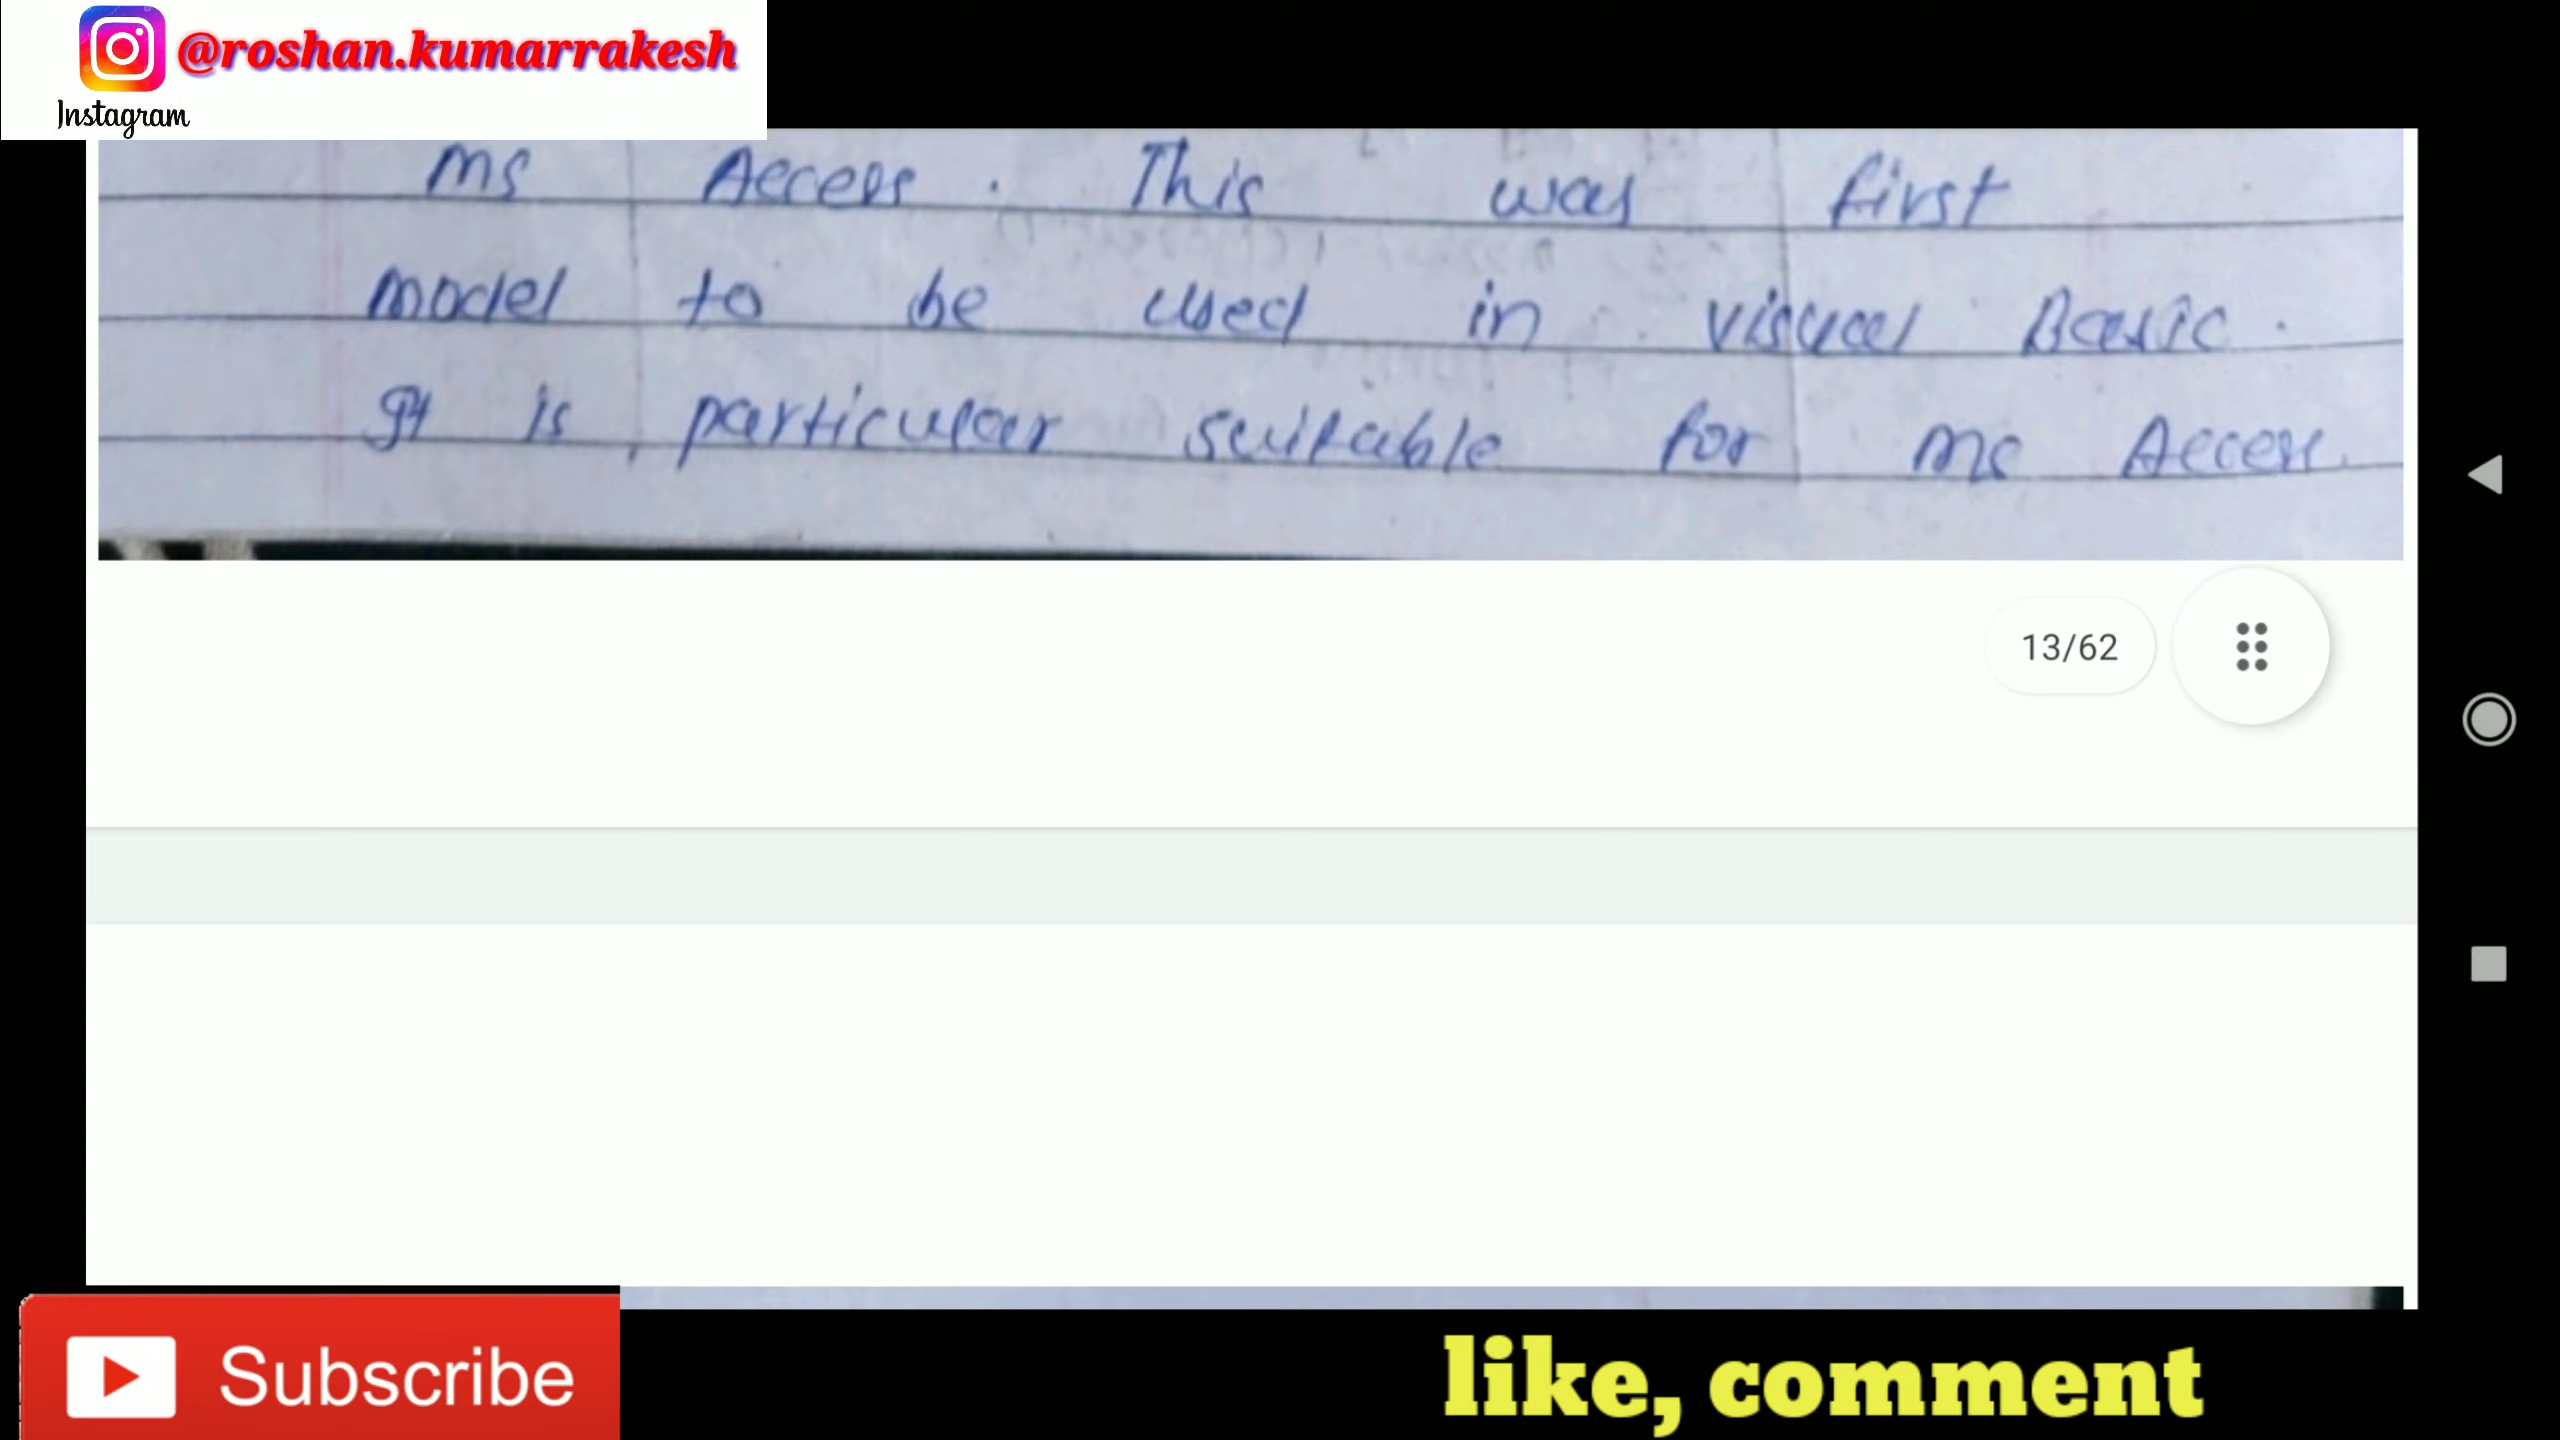 @roshan.kumarrakesh
Instagram
MS Access. This was first
model to be used in visual Basic.
It is particular suitable for MS Access.
13/62
Subscribe
like, comment